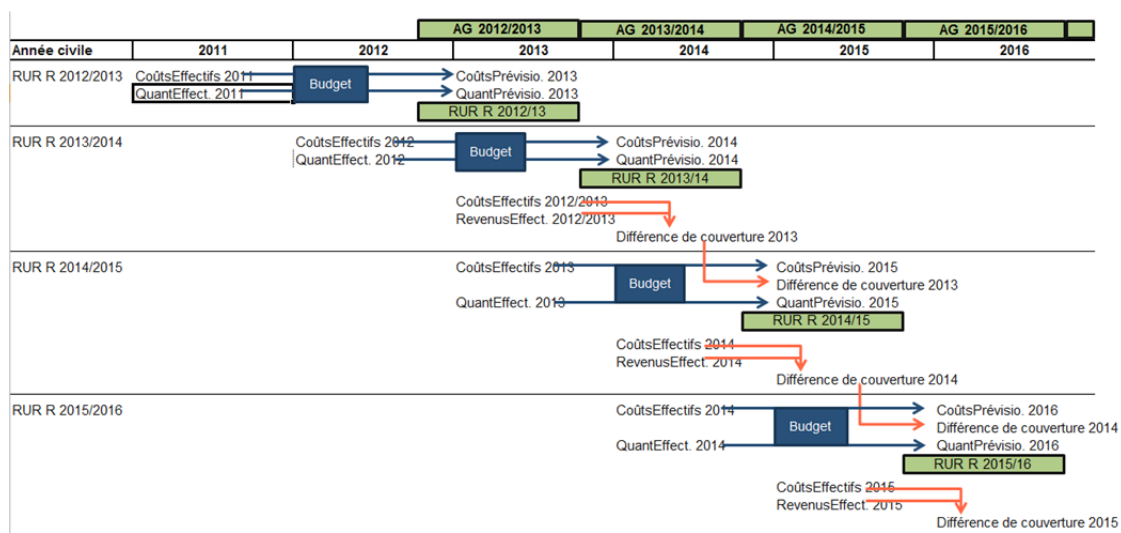 AG 2012/2013 AG 2013/2014 AG 2014/2015 AG 2015/2016
Année civile 2011 2012 2013 2014 2015 2016
RUR R 2012/2013 CoûtsEffectifs 2011 Budget CoûtsPrévisio. 2013
QuantEffect. 2011 QuantPrévisio. 2013
RUR R 2012/13
RUR R 2013/2014 CoûtsEffectifs 2012 Budget CoûtsPrévisio. 2014
QuantEffect. 2012 QuantPrévisio. 2014
RUR R 2013/14
CoûtsEffectifs 2012/2013
RevenusEffect. 2012/2013
Différence de couverture 2013
RUR R 2014/2015 CoûtsEffectifs 2013 CoûtsPrévisio. 2015
Budget Différence de couverture 2013
QuantEffect. 2013 QuantPrévisio. 2015
RUR R 2014/15
CoûtsEffectifs 2014
RevenusEffect. 2014
Différence de couverture 2014
RUR R 2015/2016 CoûtsEffectifs 2014 CoûtsPrévisio. 2016
Budget Différence de couverture 2014
QuantEffect. 2014 QuantPrévisio. 2016
RUR R 2015/16
CoûtsEffectifs 2015
RevenusEffect. 2015
Différence de couverture 2015